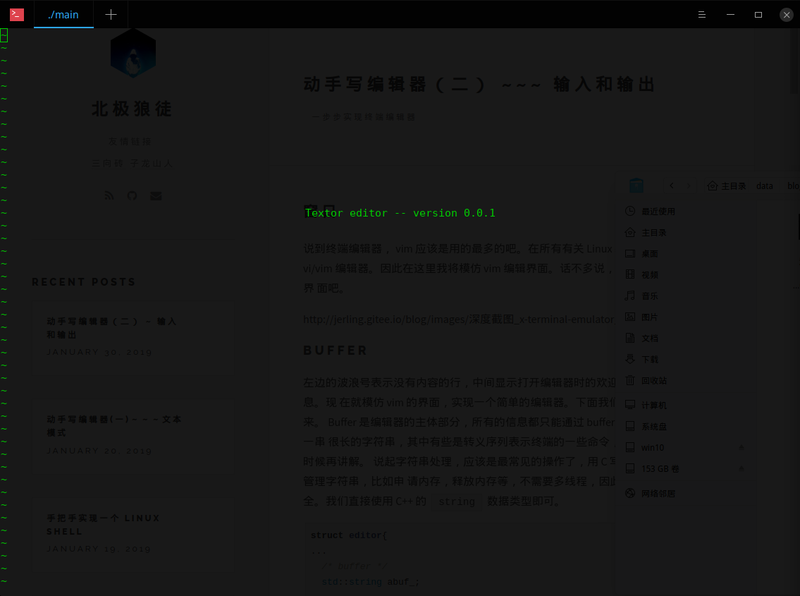 ./main
~
Textor editor -- version 0.0.1
动手写编辑器（二） ~~~ 输入和输出
北极狼徒
RECENT POSTS
动手写编辑器（二） - 输入
和输出
JANUARY 30, 2019
动手写编辑器(一)---文本
模式
JANUARY 20, 2019
手把手实现一个 LINUX
SHELL
JANUARY 19, 2019
说到终端编辑器，vim 应该是用的最多的吧。在所有有关 Linux
vi/vim 编辑器。因此在这里我将模仿 vim 编辑界面。话不多说，
界面吧。
http://jerling.gitee.io/blog/images/深度截图_x-terminal-emulator
BUFFER
左边的波浪号表示没有内容的行，中间显示打开编辑器时的欢迎
息。现在就模仿 vim 的界面，实现一个简单的编辑器。下面我们
来。 Buffer 是编辑器的主体部分，所有的信息都只能通过 buffer
一串 很长的字符串，其中有些是转义序列表示终端的一些命令
时候再讲解。 说起字符串处理，应该是最常见的操作了，用 C 写
管理字符串，比如申请内存，释放内存等，不需要多线程，因此
全。我们直接使用 C++ 的 string 数据类型即可。
struct editor{
...
/* buffer */
std::string abuf_;
主目录 data blo
最近使用
主目录
桌面
视频
音乐
图片
文档
下载
回收站
计算机
系统盘
win10
153 GB 卷
网络邻居